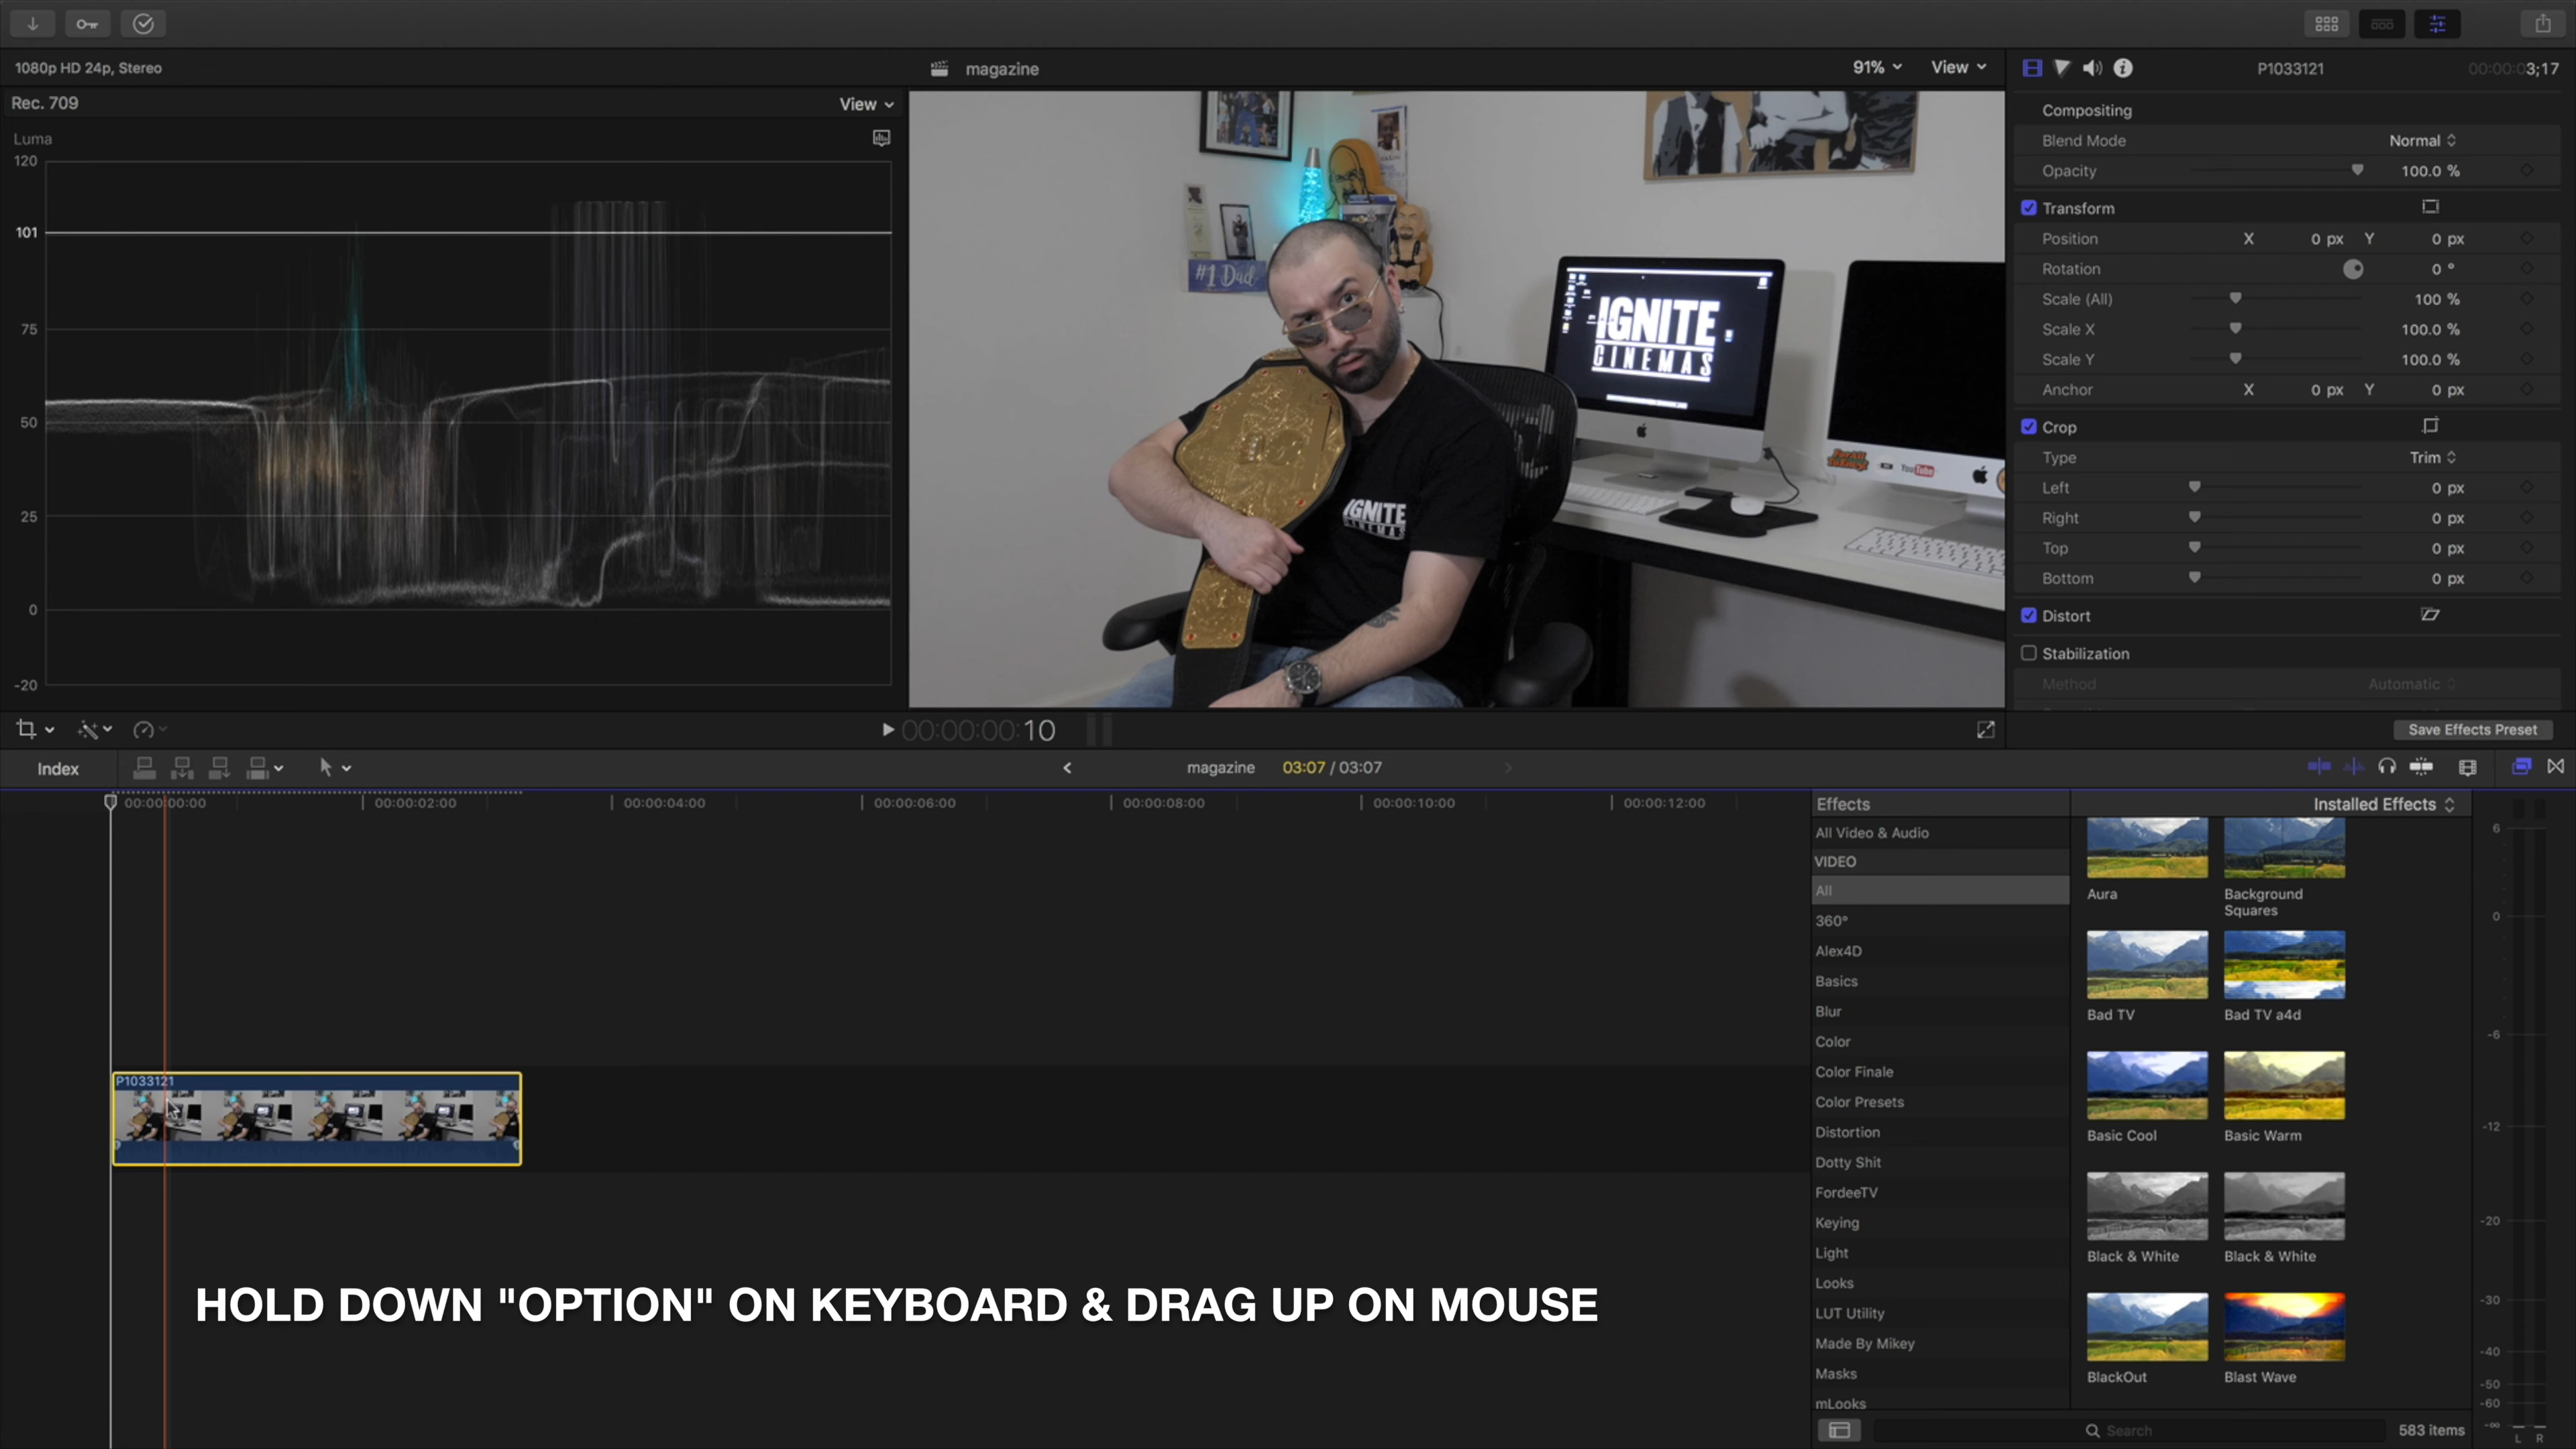 1080p HD 24p, Stereo
magazine
91%
View
P1033121
00:00:03;17
Rec. 709
View
Luma
120
101
75
50
25
0
-20
#1 Dad
IGNITE
CINEMAS
IGNITE
CINEMAS
YouTube
Compositing
Blend Mode
Normal
Opacity
100.0 %
Transform
Position
X 0 px Y 0 px
Rotation
0 °
Scale (All)
100 %
Scale X
100.0 %
Scale Y
100.0 %
Anchor
X 0 px Y 0 px
Crop
Type
Trim
Left
0 px
Right
0 px
Top
0 px
Bottom
0 px
Distort
Stabilization
Method
Automatic
00:00:00:10
Save Effects Preset
Index
magazine
03:07 / 03:07
00:00:00:00
00:00:02:00
00:00:04:00
00:00:06:00
00:00:08:00
00:00:10:00
00:00:12:00
P1033121
HOLD DOWN "OPTION" ON KEYBOARD & DRAG UP ON MOUSE
Effects
Installed Effects
All Video & Audio
VIDEO
All
360°
Alex4D
Basics
Blur
Color
Color Finale
Color Presets
Distortion
Dotty Shit
FordeeTV
Keying
Light
Looks
LUT Utility
Made By Mikey
Masks
mLooks
Aura
Background
Squares
Bad TV
Bad TV a4d
Basic Cool
Basic Warm
Black & White
Black & White
BlackOut
Blast Wave
Search
583 items
6
0
-6
-12
-20
-30
-40
-50
-60
-∞
L R